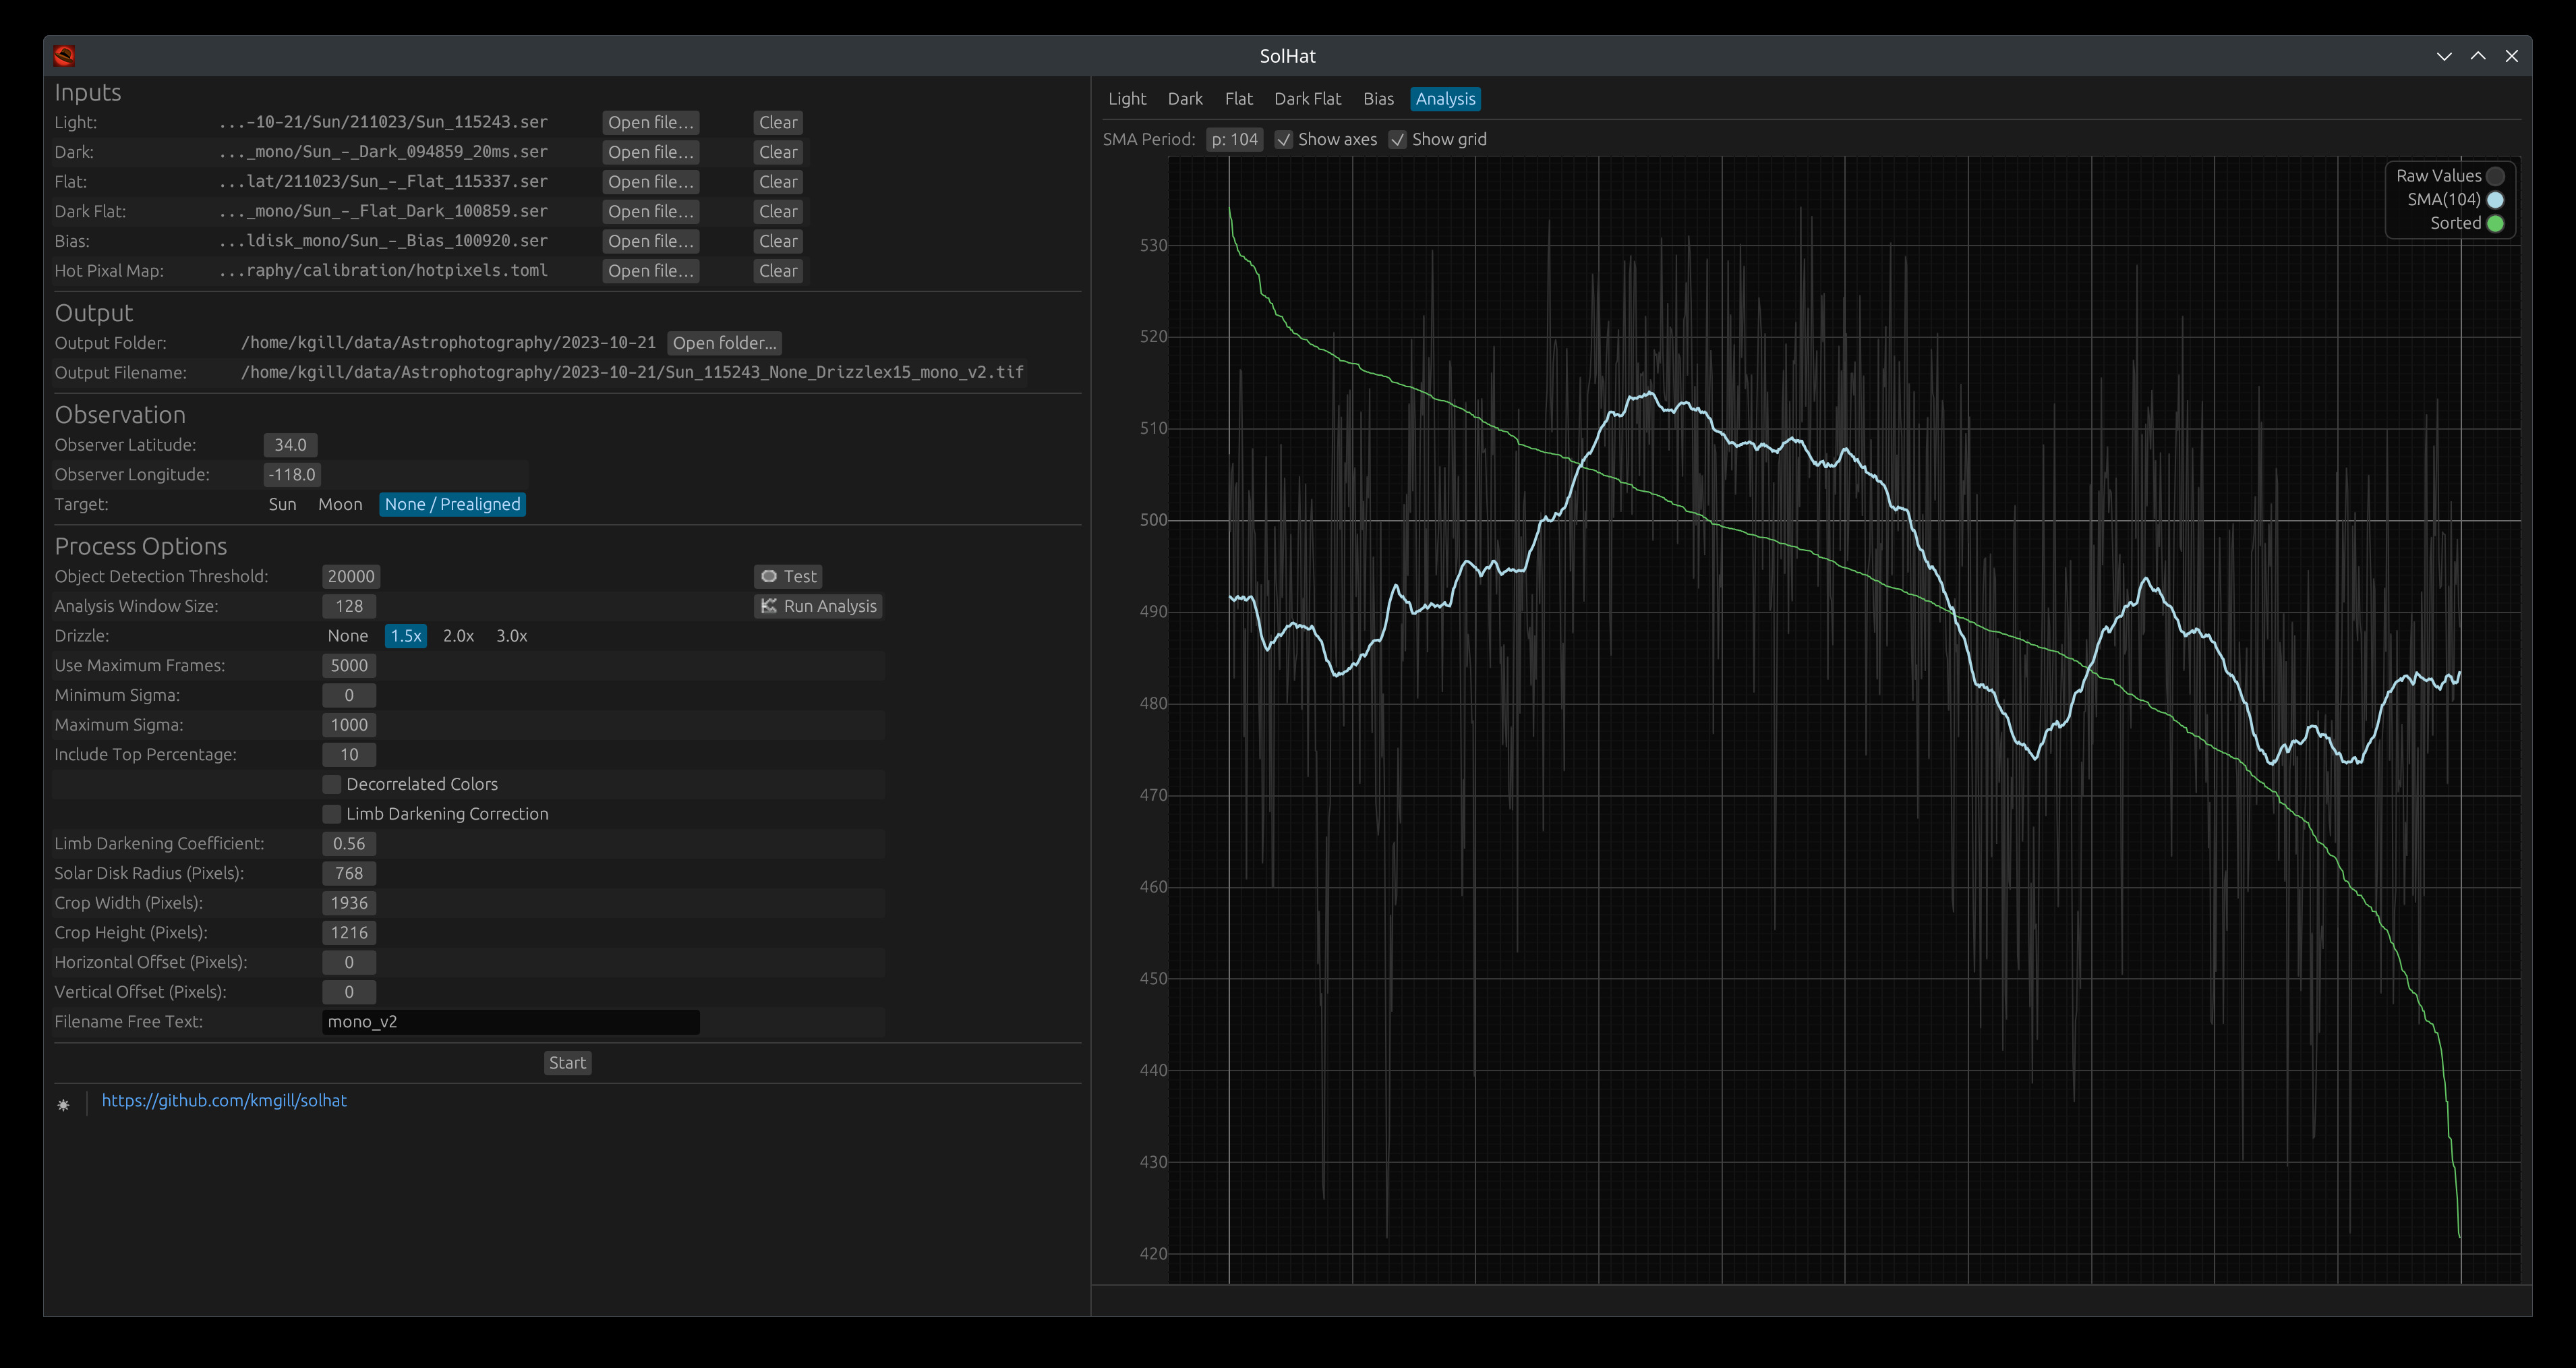 SolHat
Inputs
Light: ...-10-21/Sun/211023/Sun_115243.ser Open file... Clear
Dark: ..._mono/Sun_-_Dark_094859_20ms.ser Open file... Clear
Flat: ...lat/211023/Sun_-_Flat_115337.ser Open file... Clear
Dark Flat: ..._mono/Sun_-_Flat_Dark_100859.ser Open file... Clear
Bias: ...ldisk_mono/Sun_-_Bias_100920.ser Open file... Clear
Hot Pixel Map: ...raphy/calibration/hotpixels.toml Open file... Clear
Output
Output Folder: /home/kgill/data/Astrophotography/2023-10-21 Open folder...
Output Filename: /home/kgill/data/Astrophotography/2023-10-21/Sun_115243_None_Drizzlex15_mono_v2.tif
Observation
Observer Latitude: 34.0
Observer Longitude: -118.0
Target: Sun Moon None / Prealigned
Process Options
Object Detection Threshold: 20000 Test
Analysis Window Size: 128 Run Analysis
Drizzle: None 1.5x 2.0x 3.0x
Use Maximum Frames: 5000
Minimum Sigma: 0
Maximum Sigma: 1000
Include Top Percentage: 10
Decorrelated Colors
Limb Darkening Correction
Limb Darkening Coefficient: 0.56
Solar Disk Radius (Pixels): 768
Crop Width (Pixels): 1936
Crop Height (Pixels): 1216
Horizontal Offset (Pixels): 0
Vertical Offset (Pixels): 0
Filename Free Text: mono_v2
Start
https://github.com/kmgill/solhat
Light Dark Flat Dark Flat Bias Analysis
SMA Period: p: 104 Show axes Show grid
Raw Values
SMA(104)
Sorted
530
520
510
500
490
480
470
460
450
440
430
420